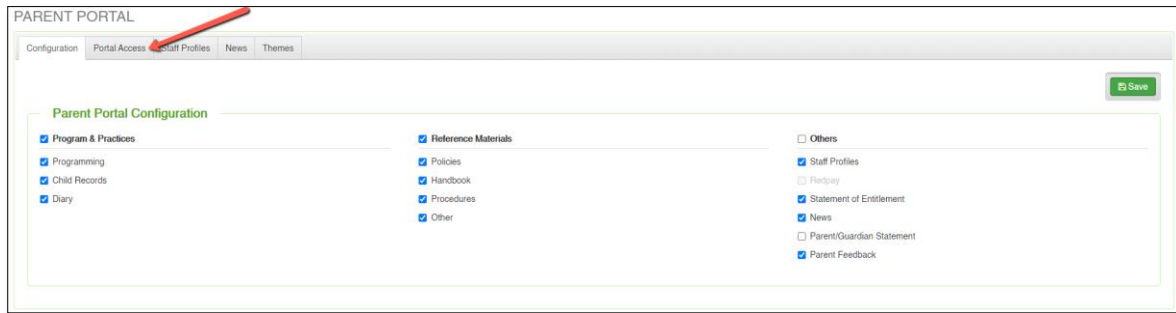 PARENT PORTAL
Configuration Portal Access Staff Profiles News Themes
Save
Parent Portal Configuration
Program & Practices
Programming
Child Records
Diary
Reference Materials
Policies
Handbook
Procedures
Other
Others
Staff Profiles
Redpay
Statement of Entitlement
News
Parent/Guardian Statement
Parent Feedback